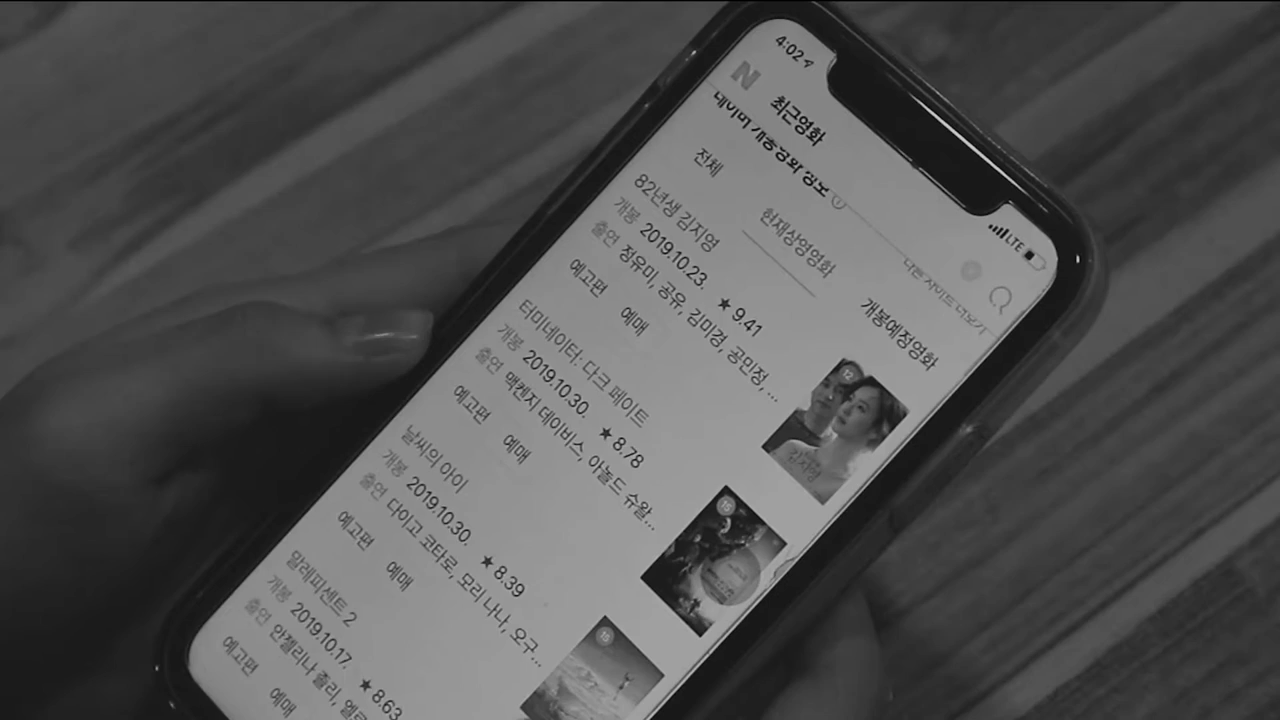 4:02
LTE
N 최근영화
전체 현재상영영화 개봉예정영화
82년생 김지영
개봉 2019.10.23. ★ 9.41
출연 정유미, 공유, 김미경, 공민정, ...
예고편 예매
12
김지영
터미네이터: 다크 페이트
개봉 2019.10.30. ★ 8.78
출연 맥켄지 데이비스, 아놀드 슈왈...
예고편 예매
15
날씨의 아이
개봉 2019.10.30. ★ 8.39
출연 다이고 코타로, 모리 나나, 오구...
예고편 예매
말레피센트 2
개봉 2019.10.17. ★ 8.63
출연 안젤리나 졸리, 엘르
예고편 예매